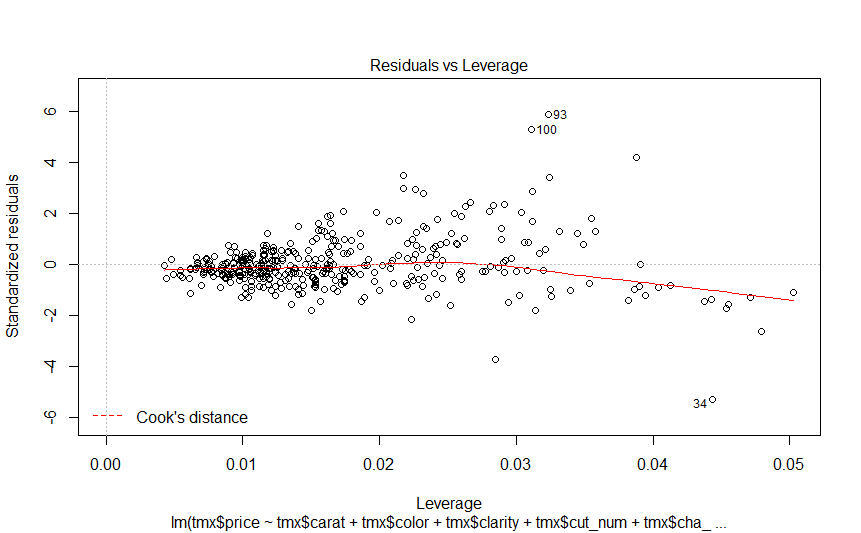 Residuals vs Leverage
Standardized residuals
6
4
2
0
-2
-4
-6
93
100
34
Cook's distance
0.00 0.01 0.02 0.03 0.04 0.05
Leverage
lm(tmx$price ~ tmx$carat + tmx$color + tmx$clarity + tmx$cut_num + tmx$cha_ ...